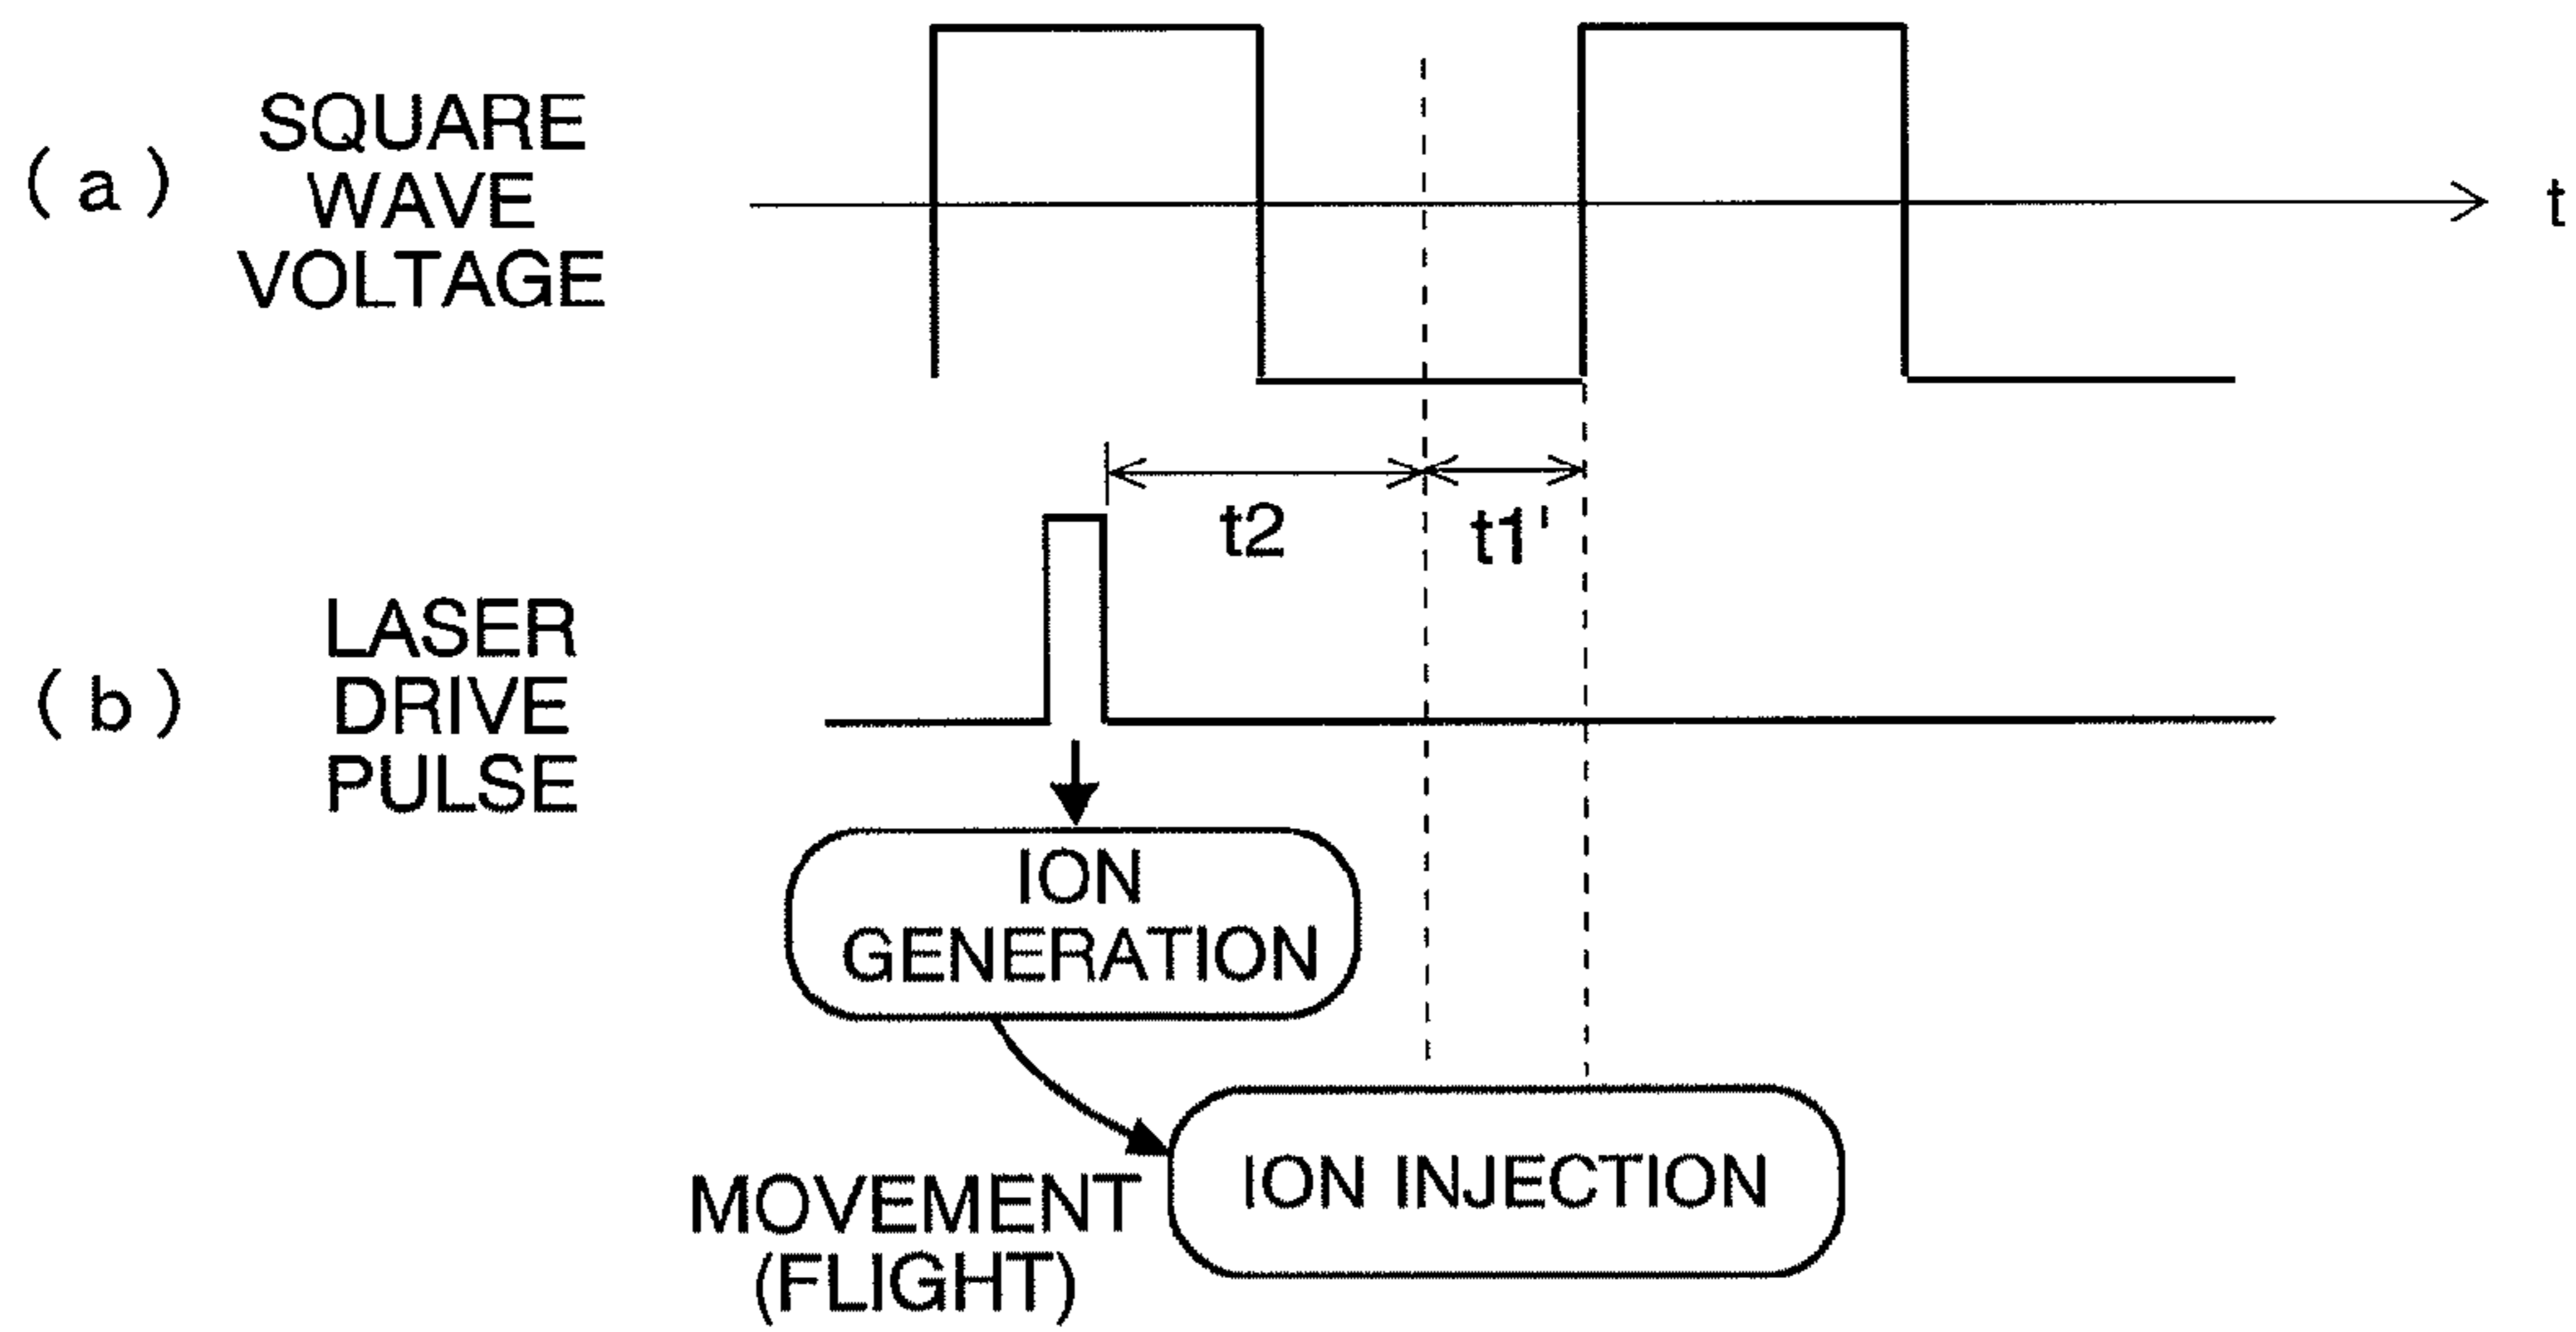 (a)
SQUARE
WAVE
VOLTAGE
t
t2
t1'
(b)
LASER
DRIVE
PULSE
ION
GENERATION
MOVEMENT
(FLIGHT)
ION INJECTION